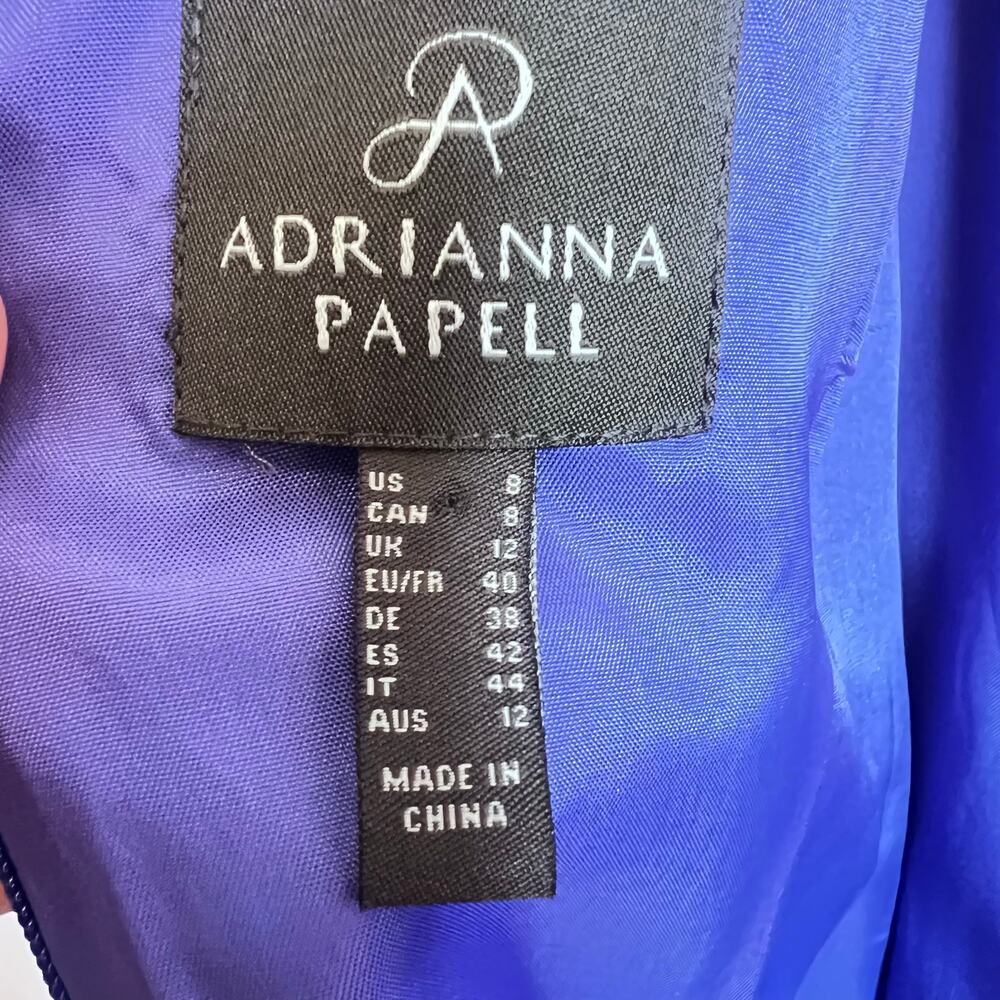 AP
ADRIANNA
PAPELL
US 8
CAN 8
UK 12
EU/FR 40
DE 38
ES 42
IT 44
AUS 12
MADE IN
CHINA